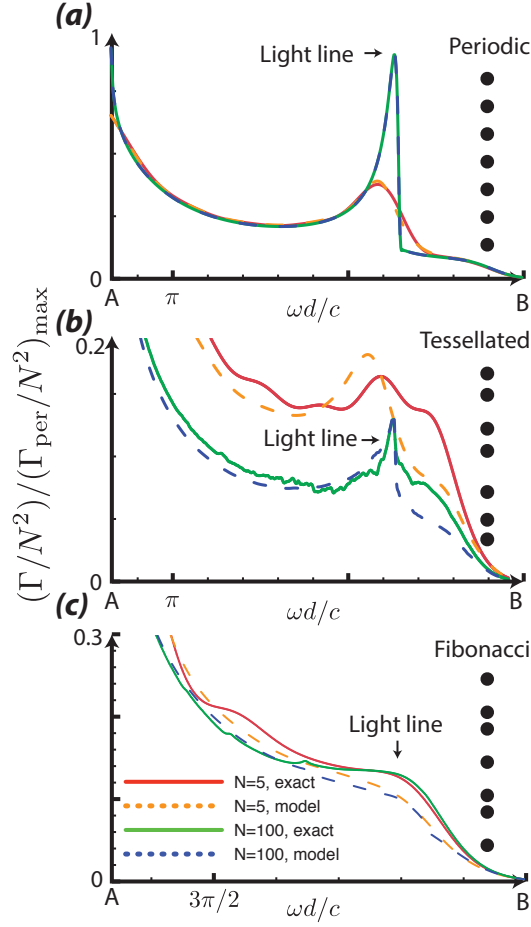 (a)
1
Light line
Periodic
0
A
π
ωd/c
B
(b)
0.2
Tessellated
Light line
0
A
π
ωd/c
B
(Γ/N²)/(Γper/N²)max
(c)
0.3
Fibonacci
Light line
N=5, exact
N=5, model
N=100, exact
N=100, model
0
A
3π/2
ωd/c
B